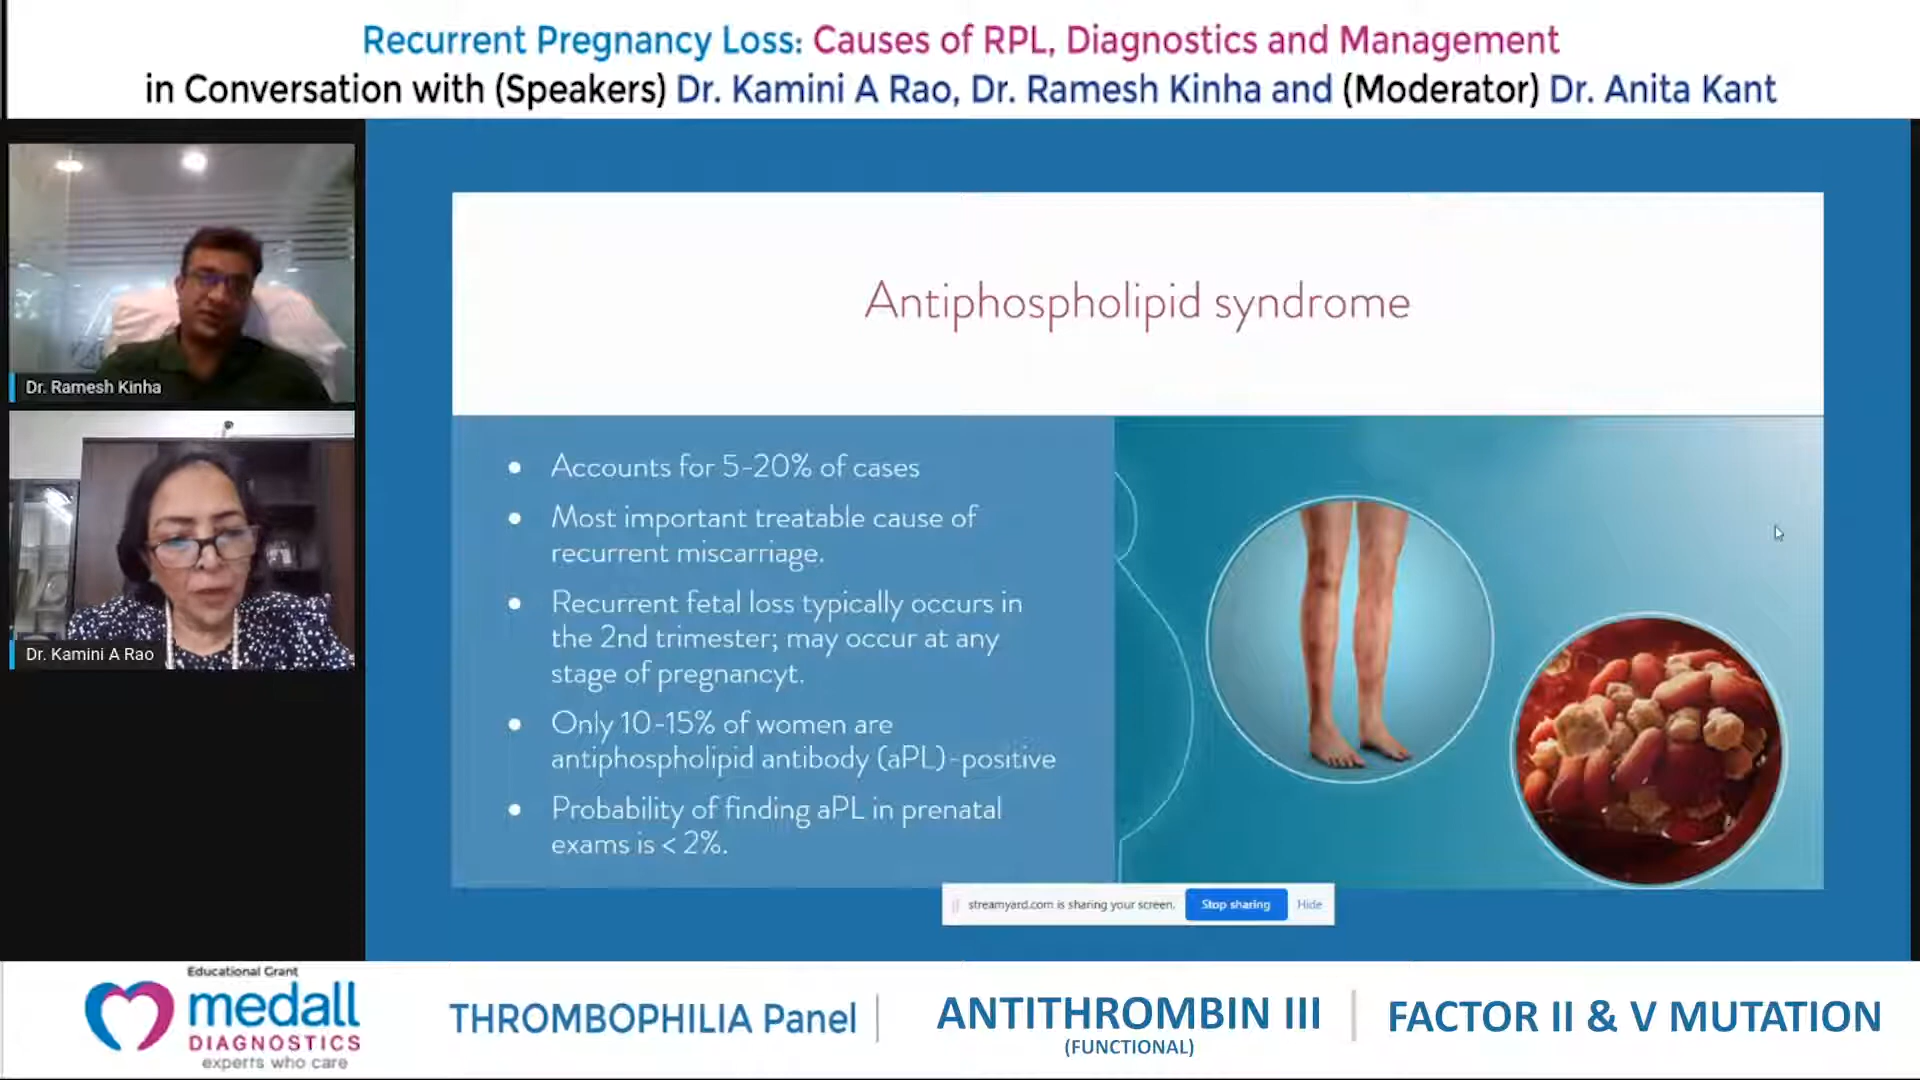 Recurrent Pregnancy Loss: Causes of RPL, Diagnostics and Management
in Conversation with (Speakers) Dr. Kamini A Rao, Dr. Ramesh Kinha and (Moderator) Dr. Anita Kant
Dr. Ramesh Kinha
Dr. Kamini A Rao
Antiphospholipid syndrome
• Accounts for 5-20% of cases
• Most important treatable cause of
recurrent miscarriage.
• Recurrent fetal loss typically occurs in
the 2nd trimester; may occur at any
stage of pregnancyt.
• Only 10-15% of women are
antiphospholipid antibody (aPL)-positive
• Probability of finding aPL in prenatal
exams is < 2%.
streamyard.com is sharing your screen. Stop sharing Hide
Educational Grant
medall
DIAGNOSTICS
experts who care
THROMBOPHILIA Panel
ANTITHROMBIN III
(FUNCTIONAL)
FACTOR II & V MUTATION